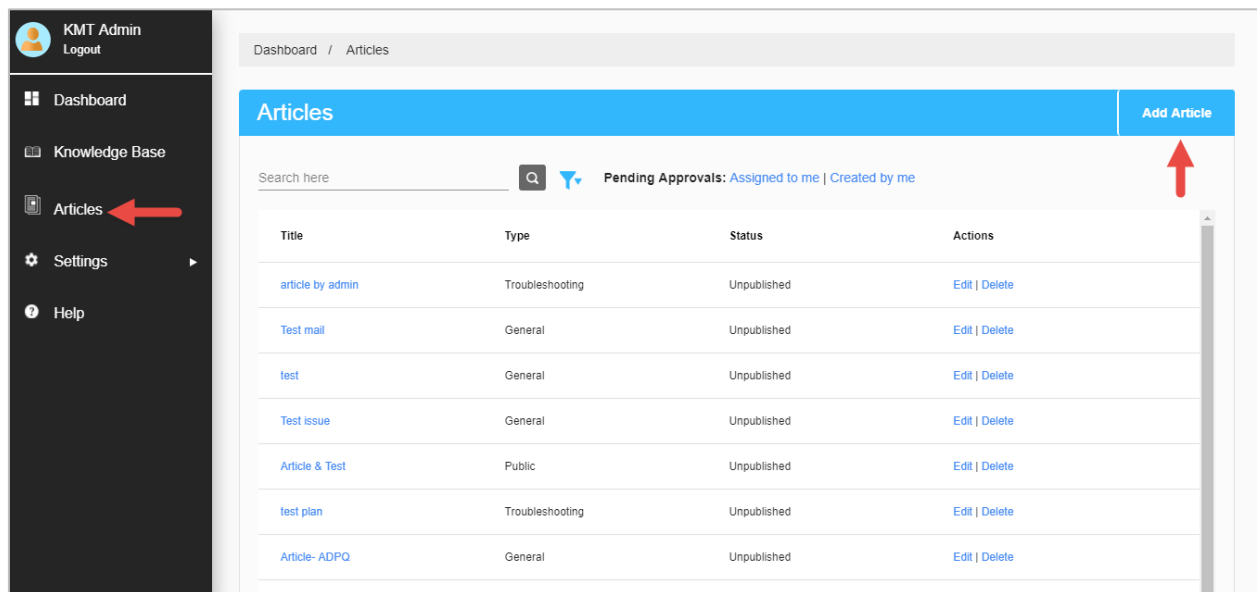 KMT Admin
Logout
Dashboard
Knowledge Base
Articles
Settings
Help
Dashboard / Articles
Articles
Add Article
Search here
Pending Approvals: Assigned to me | Created by me
Title Type Status Actions
article by admin Troubleshooting Unpublished Edit | Delete
Test mail General Unpublished Edit | Delete
test General Unpublished Edit | Delete
Test issue General Unpublished Edit | Delete
Article & Test Public Unpublished Edit | Delete
test plan Troubleshooting Unpublished Edit | Delete
Article- ADPQ General Unpublished Edit | Delete